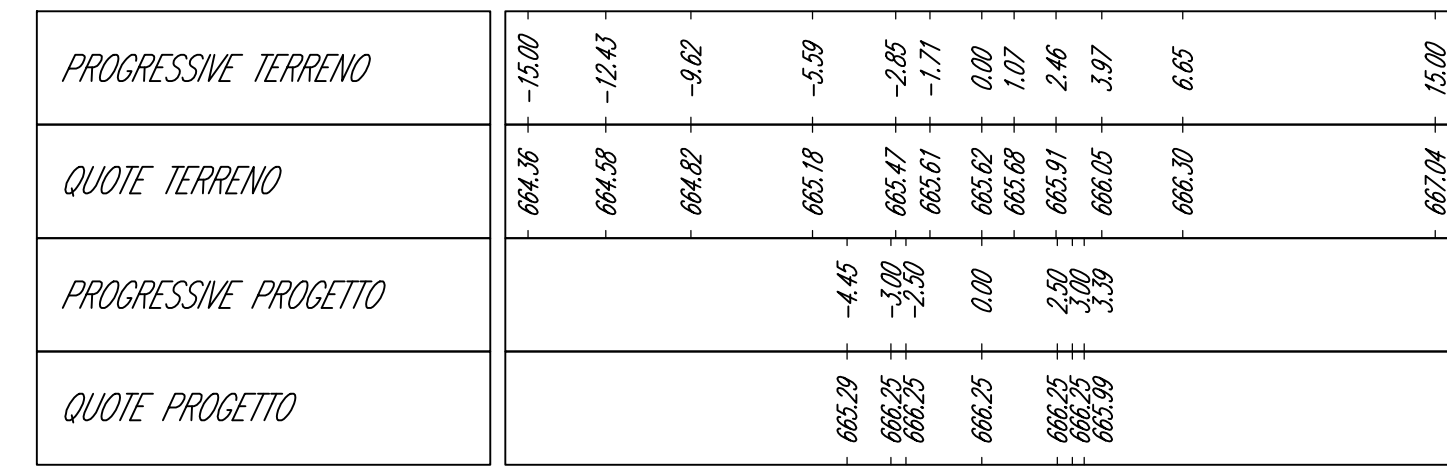 PROGRESSIVE TERRENO -15.00 -12.43 -9.62 -5.59 -2.85 -1.71 0.00 1.07 2.46 3.97 6.65 15.00
QUOTE TERRENO 664.36 664.58 664.82 665.18 665.47 665.61 665.62 665.68 665.91 666.05 666.30 667.04
PROGRESSIVE PROGETTO -4.45 -3.00 -2.50 0.00 2.50 3.00 3.39
QUOTE PROGETTO 665.29 666.25 666.25 666.25 666.25 666.25 665.99